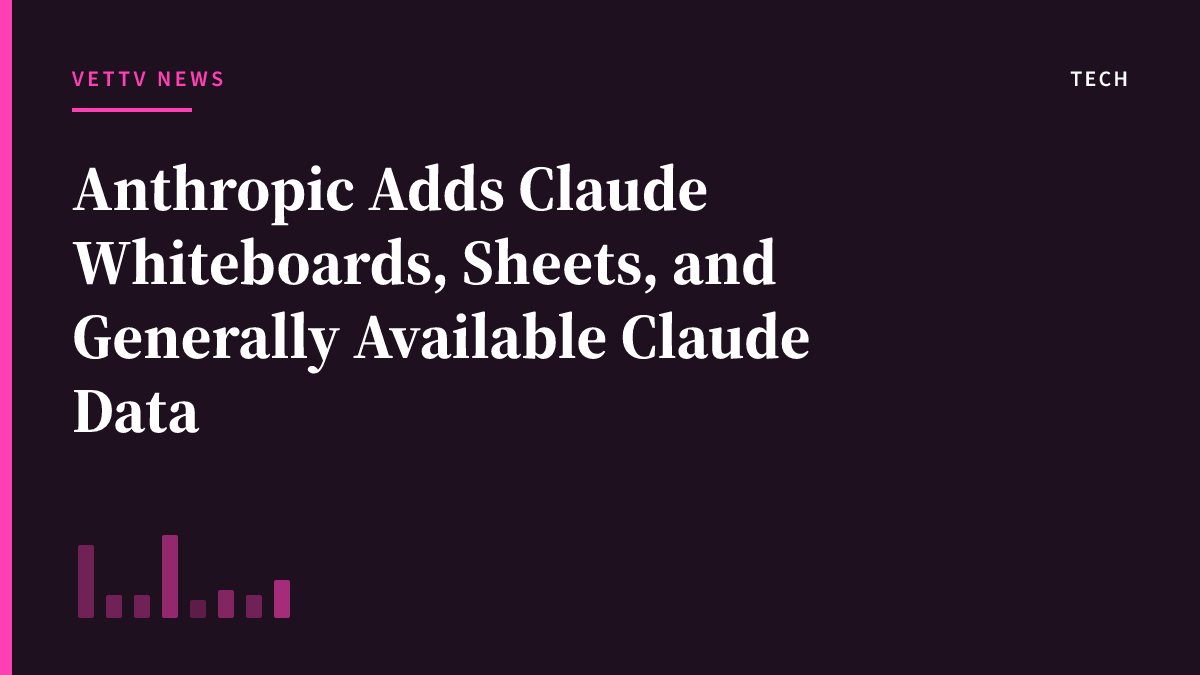 VETTV NEWS
TECH
Anthropic Adds Claude
Whiteboards, Sheets, and
Generally Available Claude
Data